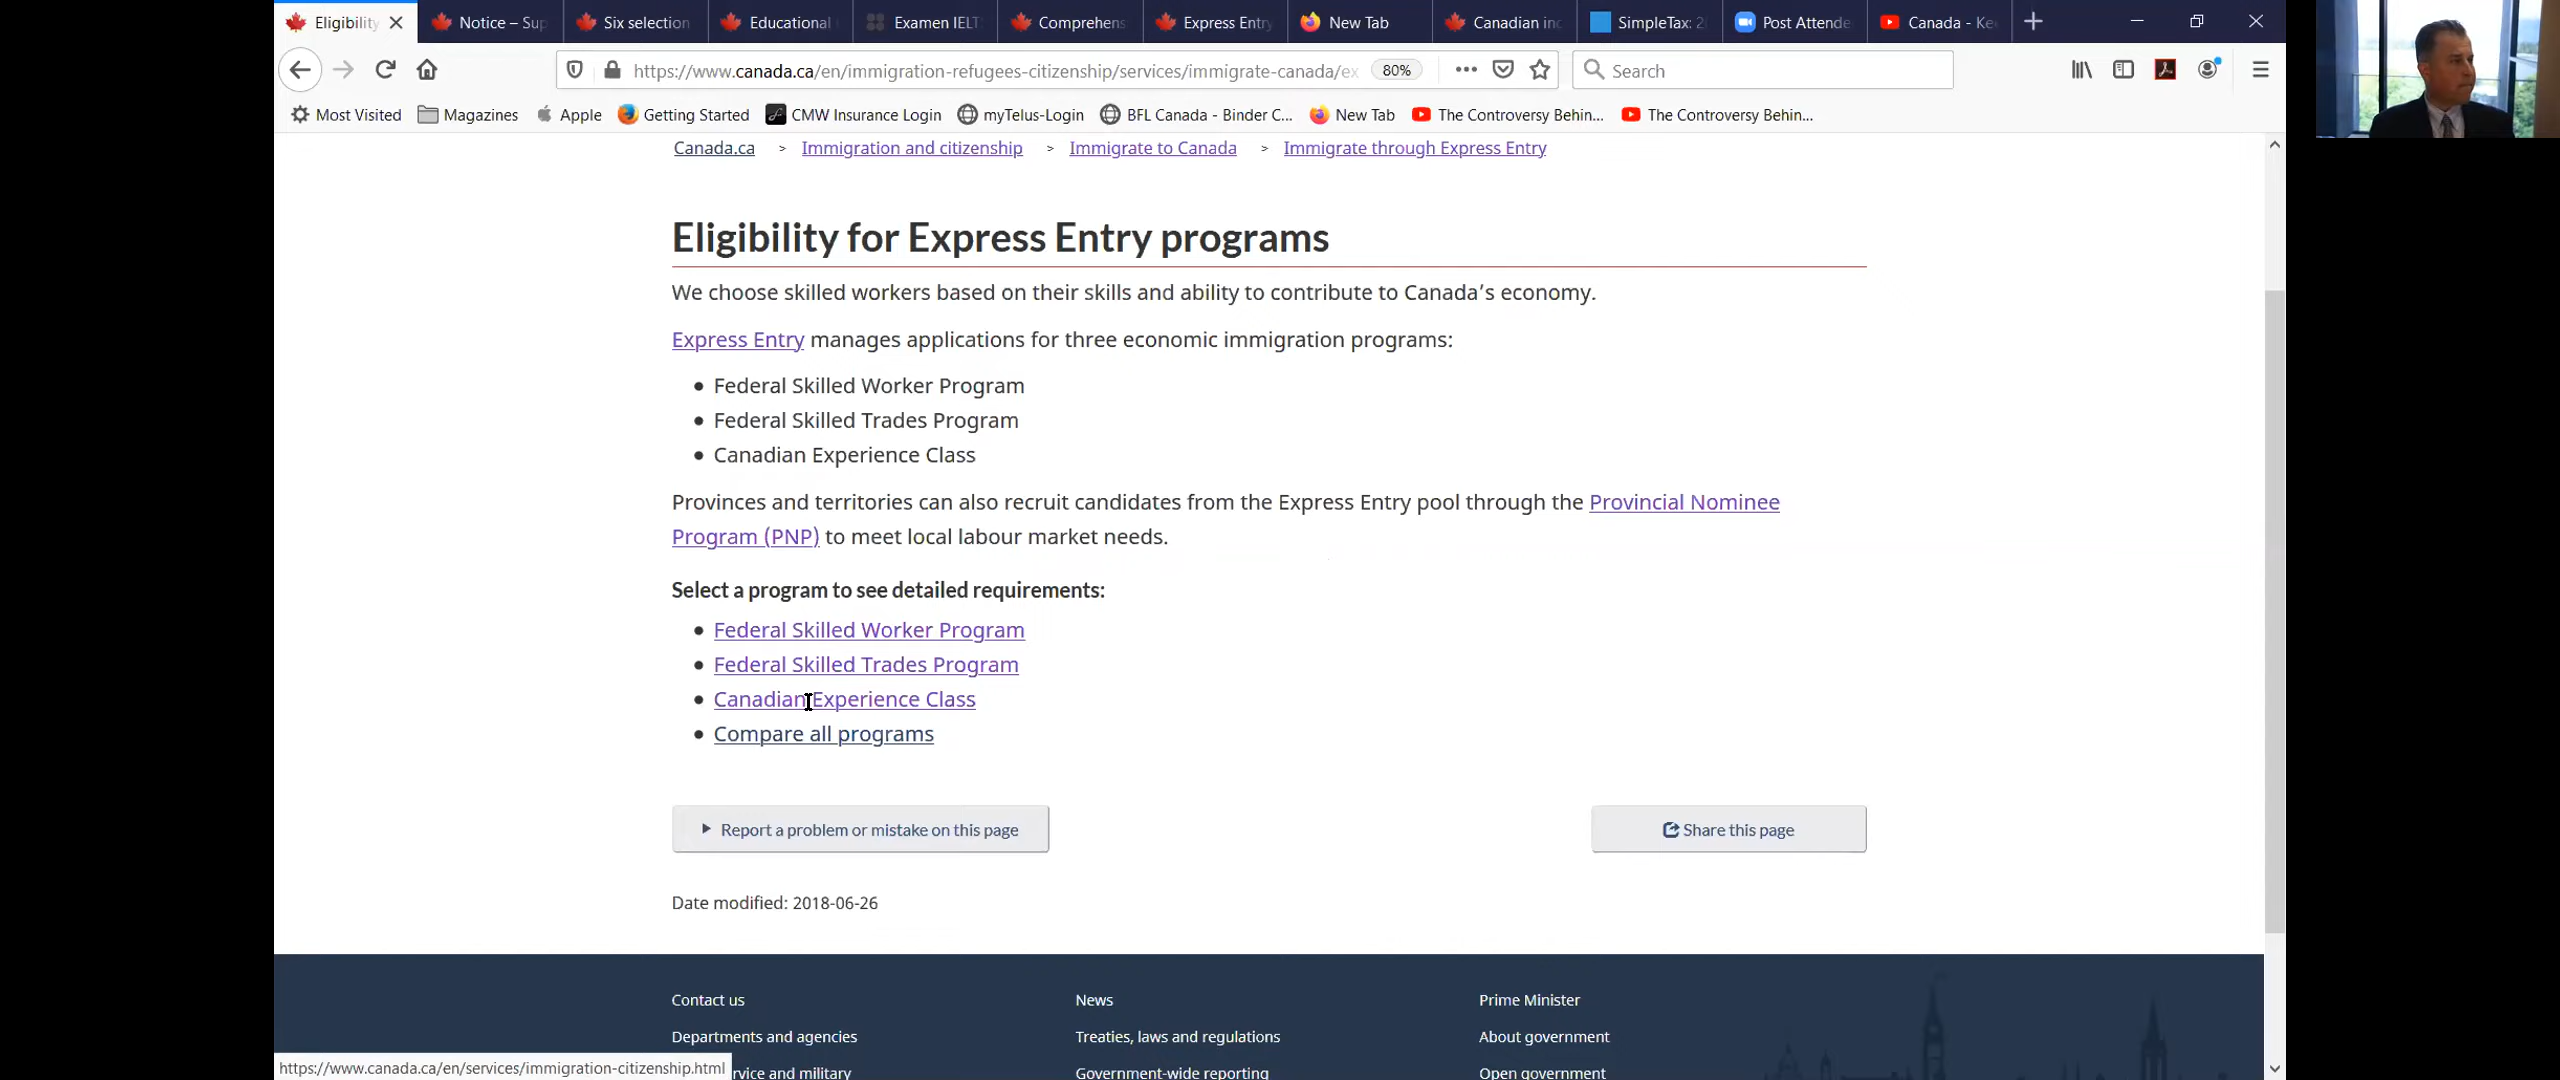 Eligibility
Notice – Sup
Six selection
Educational
Examen IELT
Comprehens
Express Entry
New Tab
Canadian inc
SimpleTax: 2
Post Attende
Canada - Ke
https://www.canada.ca/en/immigration-refugees-citizenship/services/immigrate-canada/ex
80%
Search
Most Visited
Magazines
Apple
Getting Started
CMW Insurance Login
myTelus-Login
BFL Canada - Binder C...
New Tab
The Controversy Behin...
The Controversy Behin...
Canada.ca > Immigration and citizenship > Immigrate to Canada > Immigrate through Express Entry
Eligibility for Express Entry programs
We choose skilled workers based on their skills and ability to contribute to Canada's economy.
Express Entry manages applications for three economic immigration programs:
• Federal Skilled Worker Program
• Federal Skilled Trades Program
• Canadian Experience Class
Provinces and territories can also recruit candidates from the Express Entry pool through the Provincial Nominee
Program (PNP) to meet local labour market needs.
Select a program to see detailed requirements:
• Federal Skilled Worker Program
• Federal Skilled Trades Program
• Canadian Experience Class
• Compare all programs
Report a problem or mistake on this page
Share this page
Date modified: 2018-06-26
Contact us
News
Prime Minister
Departments and agencies
Treaties, laws and regulations
About government
rvice and military
Government-wide reporting
Open government
https://www.canada.ca/en/services/immigration-citizenship.html